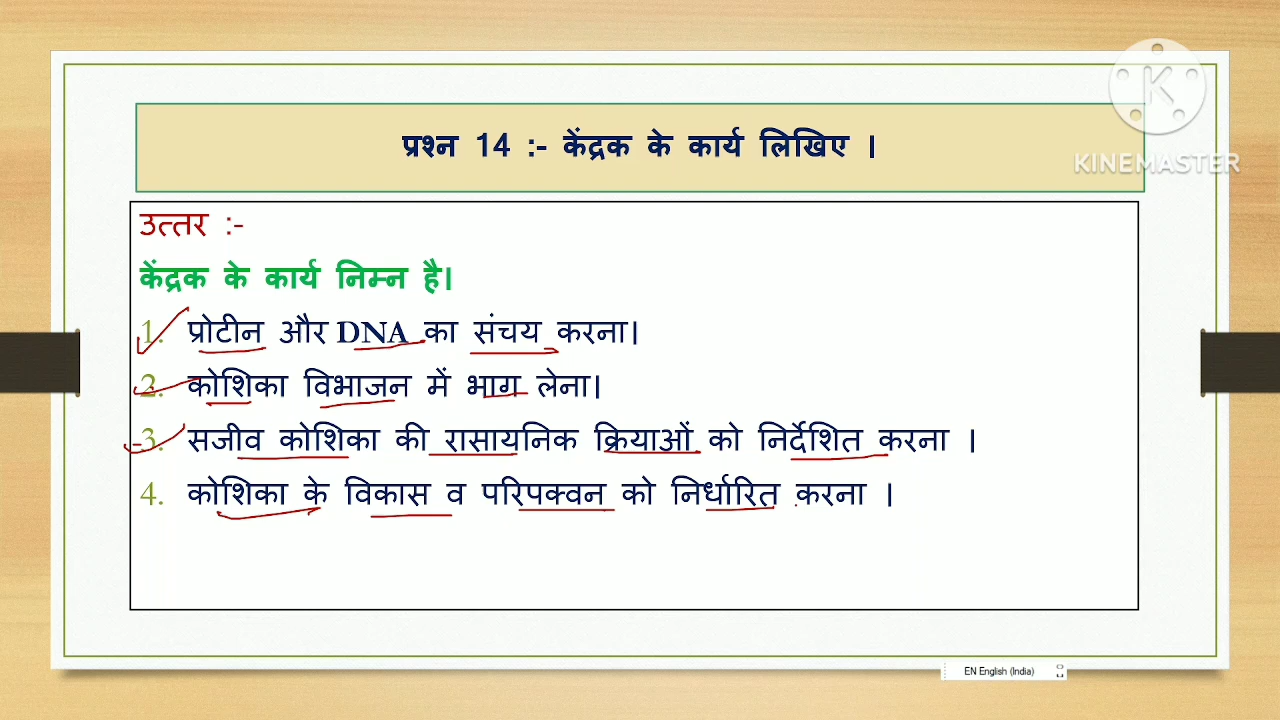 प्रश्न 14 :- केंद्रक के कार्य लिखिए ।
KINEMASTER
उत्तर :-
केंद्रक के कार्य निम्न है।
1. प्रोटीन और DNA का संचय करना।
2. कोशिका विभाजन में भाग लेना।
3. सजीव कोशिका की रासायनिक क्रियाओं को निर्देशित करना ।
4. कोशिका के विकास व परिपक्वन को निर्धारित करना ।
EN English (India)